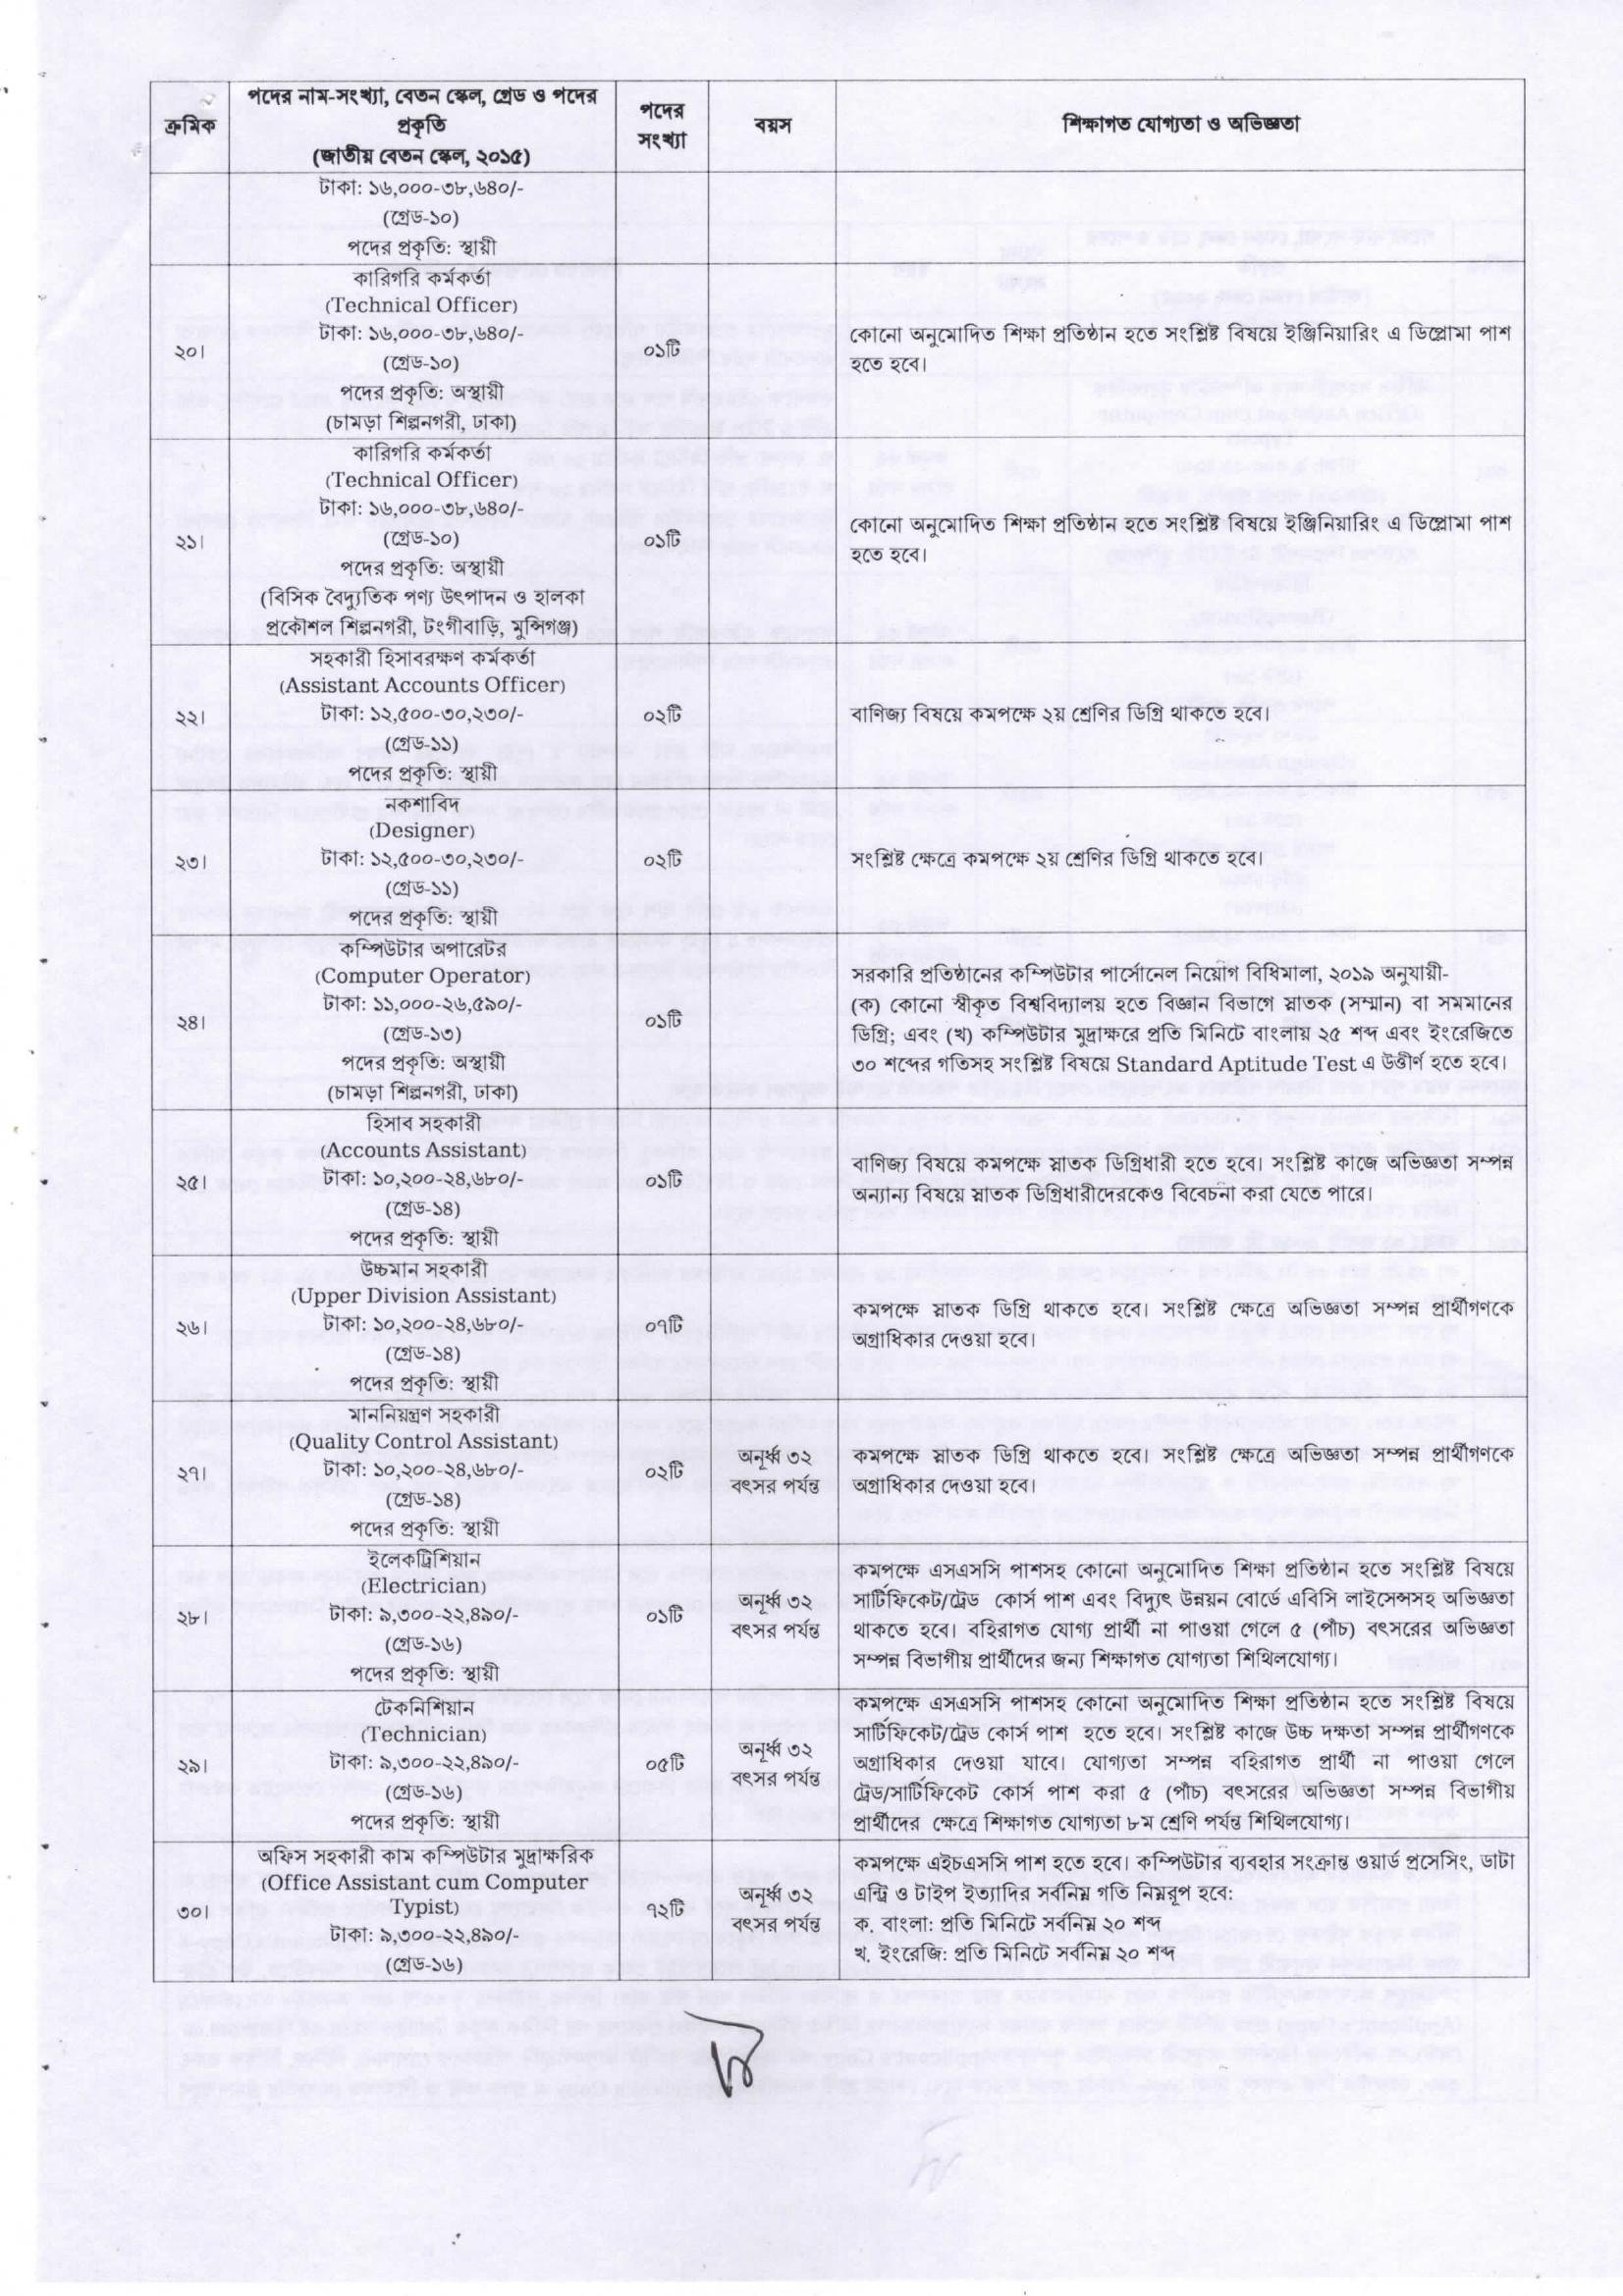 ক্রমিক
পদের নাম-সংখ্যা, বেতন স্কেল, গ্রেড ও পদের
প্রকৃতি
(জাতীয় বেতন স্কেল, ২০১৫)
পদের
সংখ্যা
বয়স
শিক্ষাগত যোগ্যতা ও অভিজ্ঞতা
টাকা: ১৬,০০০-৩৮,৬৪০/-
(গ্রেড-১০)
পদের প্রকৃতি: স্থায়ী
২০।
কারিগরি কর্মকর্তা
(Technical Officer)
টাকা: ১৬,০০০-৩৮,৬৪০/-
(গ্রেড-১০)
পদের প্রকৃতি: অস্থায়ী
(চামড়া শিল্পনগরী, ঢাকা)
০১টি
কোনো অনুমোদিত শিক্ষা প্রতিষ্ঠান হতে সংশ্লিষ্ট বিষয়ে ইঞ্জিনিয়ারিং এ ডিপ্লোমা পাশ
হতে হবে।
২১।
কারিগরি কর্মকর্তা
(Technical Officer)
টাকা: ১৬,০০০-৩৮,৬৪০/-
(গ্রেড-১০)
পদের প্রকৃতি: অস্থায়ী
(বিসিক বৈদ্যুতিক পণ্য উৎপাদন ও হালকা
প্রকৌশল শিল্পনগরী, টংগীবাড়ি, মুন্সিগঞ্জ)
০১টি
কোনো অনুমোদিত শিক্ষা প্রতিষ্ঠান হতে সংশ্লিষ্ট বিষয়ে ইঞ্জিনিয়ারিং এ ডিপ্লোমা পাশ
হতে হবে।
২২।
সহকারী হিসাবরক্ষণ কর্মকর্তা
(Assistant Accounts Officer)
টাকা: ১২,৫০০-৩০,২৩০/-
(গ্রেড-১১)
পদের প্রকৃতি: স্থায়ী
০২টি
বাণিজ্য বিষয়ে কমপক্ষে ২য় শ্রেণির ডিগ্রি থাকতে হবে।
২৩।
নকশাবিদ
(Designer)
টাকা: ১২,৫০০-৩০,২৩০/-
(গ্রেড-১১)
পদের প্রকৃতি: স্থায়ী
০২টি
সংশ্লিষ্ট ক্ষেত্রে কমপক্ষে ২য় শ্রেণির ডিগ্রি থাকতে হবে।
২৪।
কম্পিউটার অপারেটর
(Computer Operator)
টাকা: ১১,০০০-২৬,৫৯০/-
(গ্রেড-১৩)
পদের প্রকৃতি: অস্থায়ী
(চামড়া শিল্পনগরী, ঢাকা)
০১টি
সরকারি প্রতিষ্ঠানের কম্পিউটার পার্সোনেল নিয়োগ বিধিমালা, ২০১৯ অনুযায়ী-
(ক) কোনো স্বীকৃত বিশ্ববিদ্যালয় হতে বিজ্ঞান বিভাগে স্নাতক (সম্মান) বা সমমানের
ডিগ্রি; এবং (খ) কম্পিউটার মুদ্রাক্ষরে প্রতি মিনিটে বাংলায় ২৫ শব্দ এবং ইংরেজিতে
৩০ শব্দের গতিসহ সংশ্লিষ্ট বিষয়ে Standard Aptitude Test এ উত্তীর্ণ হতে হবে।
২৫।
হিসাব সহকারী
(Accounts Assistant)
টাকা: ১০,২০০-২৪,৬৮০/-
(গ্রেড-১৪)
পদের প্রকৃতি: স্থায়ী
০১টি
বাণিজ্য বিষয়ে কমপক্ষে স্নাতক ডিগ্রিধারী হতে হবে। সংশ্লিষ্ট কাজে অভিজ্ঞতা সম্পন্ন
অন্যান্য বিষয়ে স্নাতক ডিগ্রিধারীদেরকেও বিবেচনা করা যেতে পারে।
২৬।
উচ্চমান সহকারী
(Upper Division Assistant)
টাকা: ১০,২০০-২৪,৬৮০/-
(গ্রেড-১৪)
পদের প্রকৃতি: স্থায়ী
০৭টি
কমপক্ষে স্নাতক ডিগ্রি থাকতে হবে। সংশ্লিষ্ট ক্ষেত্রে অভিজ্ঞতা সম্পন্ন প্রার্থীগণকে
অগ্রাধিকার দেওয়া হবে।
২৭।
মাননিয়ন্ত্রণ সহকারী
(Quality Control Assistant)
টাকা: ১০,২০০-২৪,৬৮০/-
(গ্রেড-১৪)
পদের প্রকৃতি: স্থায়ী
০২টি
অনূর্ধ্ব ৩২
বৎসর পর্যন্ত
কমপক্ষে স্নাতক ডিগ্রি থাকতে হবে। সংশ্লিষ্ট ক্ষেত্রে অভিজ্ঞতা সম্পন্ন প্রার্থীগণকে
অগ্রাধিকার দেওয়া হবে।
২৮।
ইলেকট্রিশিয়ান
(Electrician)
টাকা: ৯,৩০০-২২,৪৯০/-
(গ্রেড-১৬)
পদের প্রকৃতি: স্থায়ী
০১টি
অনূর্ধ্ব ৩২
বৎসর পর্যন্ত
কমপক্ষে এসএসসি পাশসহ কোনো অনুমোদিত শিক্ষা প্রতিষ্ঠান হতে সংশ্লিষ্ট বিষয়ে
সার্টিফিকেট/ট্রেড কোর্স পাশ এবং বিদ্যুৎ উন্নয়ন বোর্ডে এবিসি লাইসেন্সসহ অভিজ্ঞতা
থাকতে হবে। বহিরাগত যোগ্য প্রার্থী না পাওয়া গেলে ৫ (পাঁচ) বৎসরের অভিজ্ঞতা
সম্পন্ন বিভাগীয় প্রার্থীদের জন্য শিক্ষাগত যোগ্যতা শিথিলযোগ্য।
২৯।
টেকনিশিয়ান
(Technician)
টাকা: ৯,৩০০-২২,৪৯০/-
(গ্রেড-১৬)
পদের প্রকৃতি: স্থায়ী
০৫টি
অনূর্ধ্ব ৩২
বৎসর পর্যন্ত
কমপক্ষে এসএসসি পাশসহ কোনো অনুমোদিত শিক্ষা প্রতিষ্ঠান হতে সংশ্লিষ্ট বিষয়ে
সার্টিফিকেট/ট্রেড কোর্স পাশ হতে হবে। সংশ্লিষ্ট কাজে উচ্চ দক্ষতা সম্পন্ন প্রার্থীগণকে
অগ্রাধিকার দেওয়া যাবে। যোগ্যতা সম্পন্ন বহিরাগত প্রার্থী না পাওয়া গেলে
ট্রেড/সার্টিফিকেট কোর্স পাশ করা ৫ (পাঁচ) বৎসরের অভিজ্ঞতা সম্পন্ন বিভাগীয়
প্রার্থীদের ক্ষেত্রে শিক্ষাগত যোগ্যতা ৮ম শ্রেণি পর্যন্ত শিথিলযোগ্য।
৩০।
অফিস সহকারী কাম কম্পিউটার মুদ্রাক্ষরিক
(Office Assistant cum Computer
Typist)
টাকা: ৯,৩০০-২২,৪৯০/-
(গ্রেড-১৬)
৭২টি
অনূর্ধ্ব ৩২
বৎসর পর্যন্ত
কমপক্ষে এইচএসসি পাশ হতে হবে। কম্পিউটার ব্যবহার সংক্রান্ত ওয়ার্ড প্রসেসিং, ডাটা
এন্ট্রি ও টাইপ ইত্যাদির সর্বনিম্ন গতি নিম্নরূপ হবে:
ক. বাংলা: প্রতি মিনিটে সর্বনিম্ন ২০ শব্দ
খ. ইংরেজি: প্রতি মিনিটে সর্বনিম্ন ২০ শব্দ